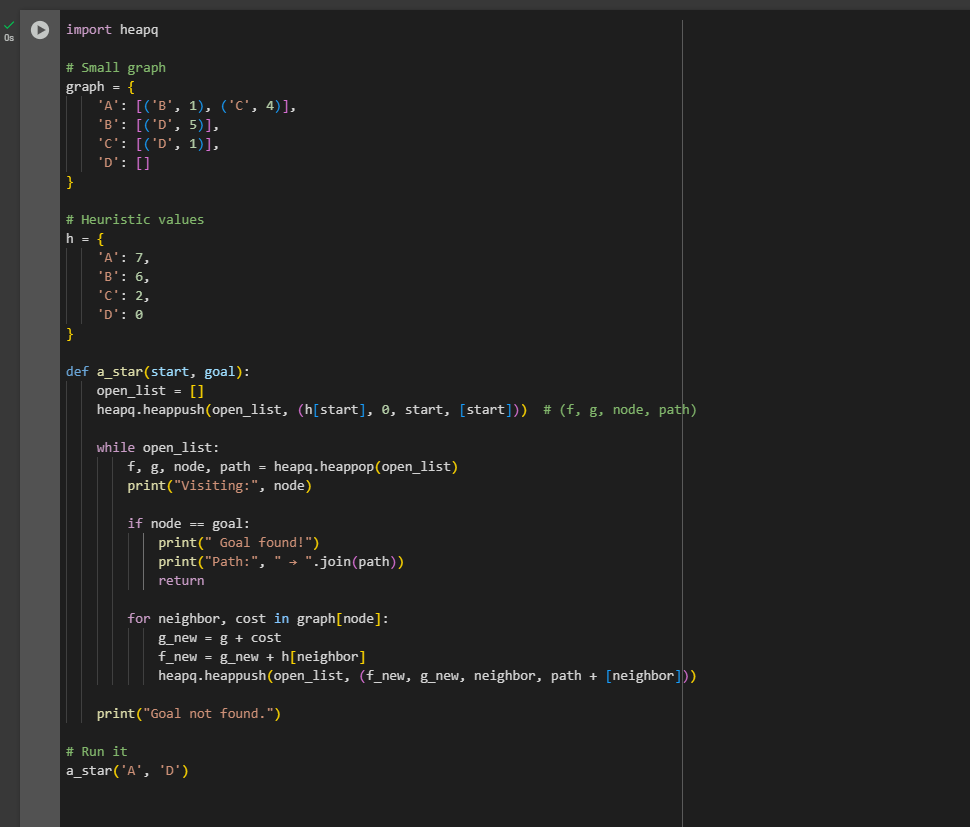 0s
import heapq
# Small graph
graph = {
    'A': [('B', 1), ('C', 4)],
    'B': [('D', 5)],
    'C': [('D', 1)],
    'D': []
}
# Heuristic values
h = {
    'A': 7,
    'B': 6,
    'C': 2,
    'D': 0
}
def a_star(start, goal):
    open_list = []
    heapq.heappush(open_list, (h[start], 0, start, [start]))  # (f, g, node, path)
    while open_list:
        f, g, node, path = heapq.heappop(open_list)
        print("Visiting:", node)
        if node == goal:
            print(" Goal found!")
            print("Path:", " → ".join(path))
            return
        for neighbor, cost in graph[node]:
            g_new = g + cost
            f_new = g_new + h[neighbor]
            heapq.heappush(open_list, (f_new, g_new, neighbor, path + [neighbor]))
    print("Goal not found.")
# Run it
a_star('A', 'D')